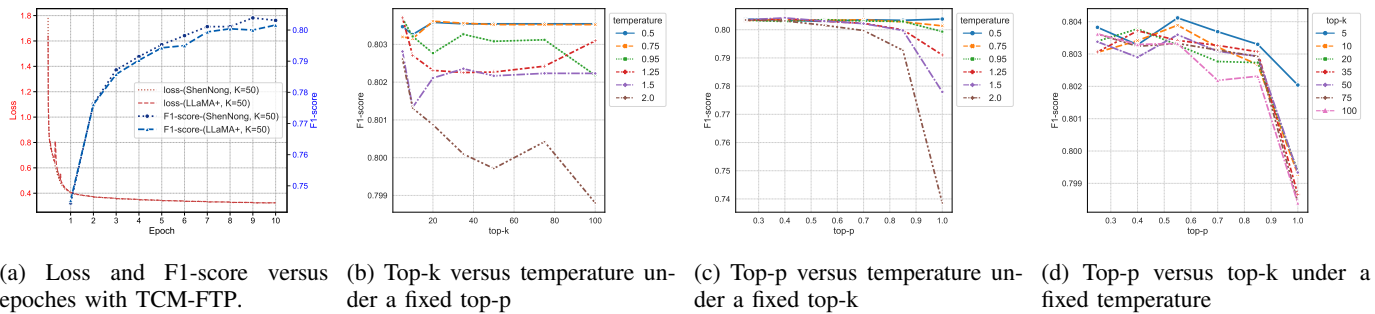 1.8
1.6
1.4
1.2
1.0
0.8
0.6
0.4
Loss
loss-(ShenNong, K=50)
loss-(LLaMA+, K=50)
F1-score-(ShenNong, K=50)
F1-score-(LLaMA+, K=50)
0.80
0.79
0.78
0.77
0.76
0.75
F1-score
1 2 3 4 5 6 7 8 9 10
Epoch
(a) Loss and F1-score versus
epoches with TCM-FTP.
0.803
0.802
0.801
0.800
0.799
F1-score
20 40 60 80 100
top-k
temperature
0.5
0.75
0.95
1.25
1.5
2.0
(b) Top-k versus temperature un-
der a fixed top-p
0.80
0.79
0.78
0.77
0.76
0.75
0.74
F1-score
0.3 0.4 0.5 0.6 0.7 0.8 0.9 1.0
top-p
temperature
0.5
0.75
0.95
1.25
1.5
2.0
(c) Top-p versus temperature un-
der a fixed top-k
0.804
0.803
0.802
0.801
0.800
0.799
F1-score
0.3 0.4 0.5 0.6 0.7 0.8 0.9 1.0
top-p
top-k
5
10
20
35
50
75
100
(d) Top-p versus top-k under a
fixed temperature